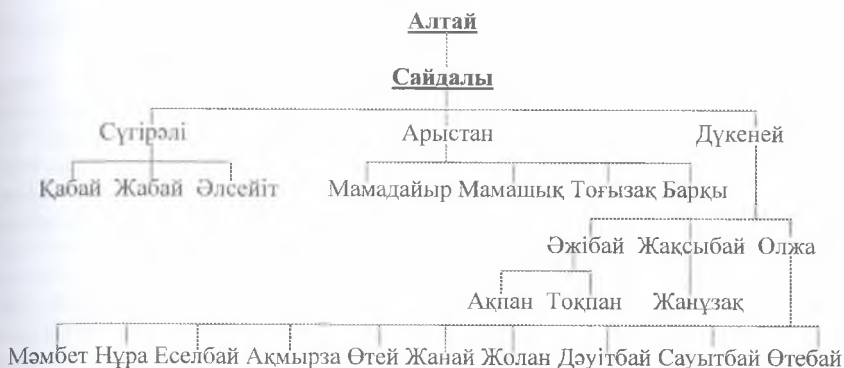 Алтай
Сайдалы
Сүгірәлі Арыстан Дүкеней
Қабай Жабай Әлсейіт Мамадайыр Мамашық Тоғызақ Барқы
Әжібай Жақсыбай Олжа
Ақпан Тоқпан Жанұзақ
Мәмбет Нұра Еселбай Ақмырза Өтей Жанай Жолан Дәуітбай Сауытбай Өтебай